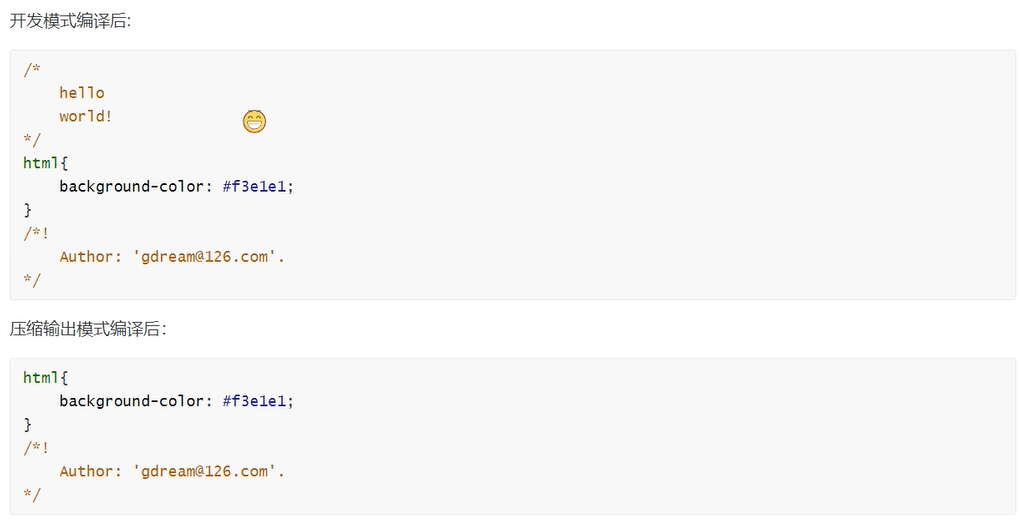 开发模式编译后:
/*
    hello
    world!
*/
html{
    background-color: #f3e1e1;
}
/*!
    Author: 'gdream@126.com'.
*/
压缩输出模式编译后：
html{
    background-color: #f3e1e1;
}
/*!
    Author: 'gdream@126.com'.
*/